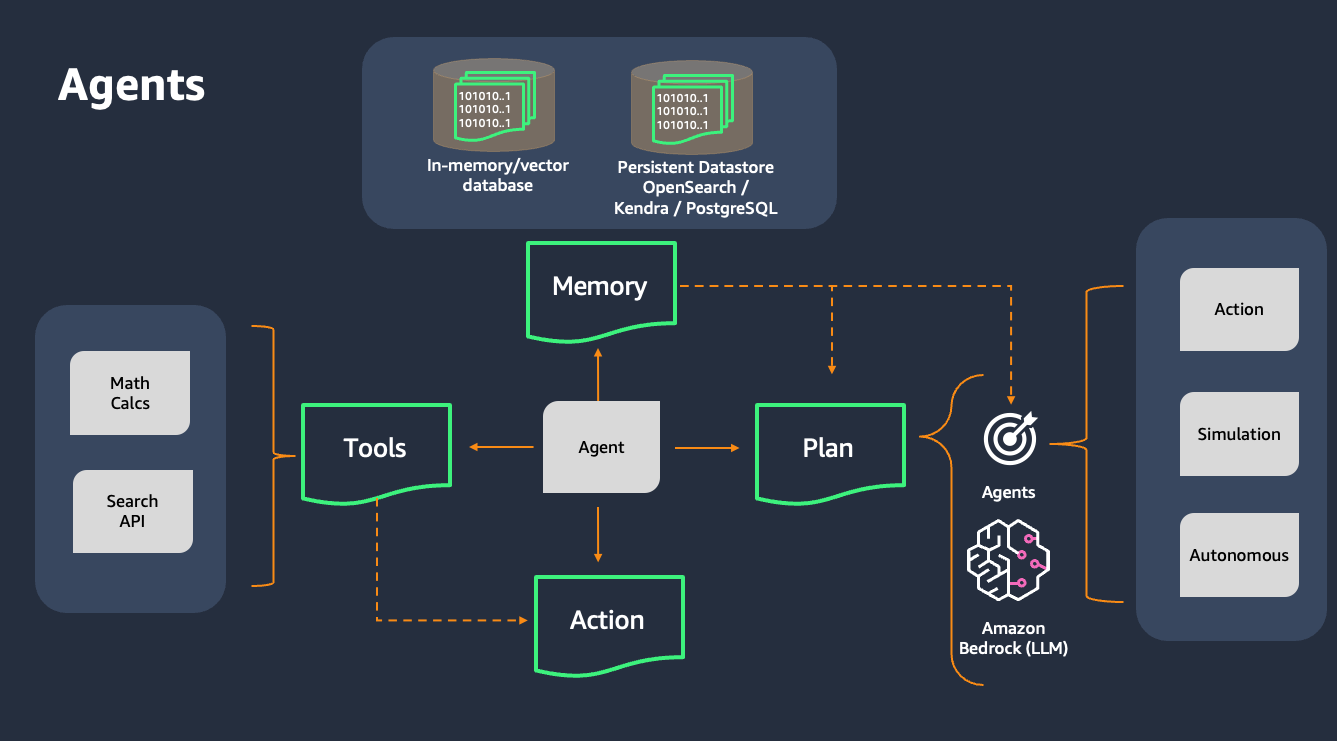 Agents
101010..1
101010..1
101010..1
101010..1
101010..1
101010..1
In-memory/vector
database
Persistent Datastore
OpenSearch /
Kendra / PostgreSQL
Memory
Math
Calcs
Search
API
Tools
Agent
Plan
Action
Agents
Amazon
Bedrock (LLM)
Action
Simulation
Autonomous